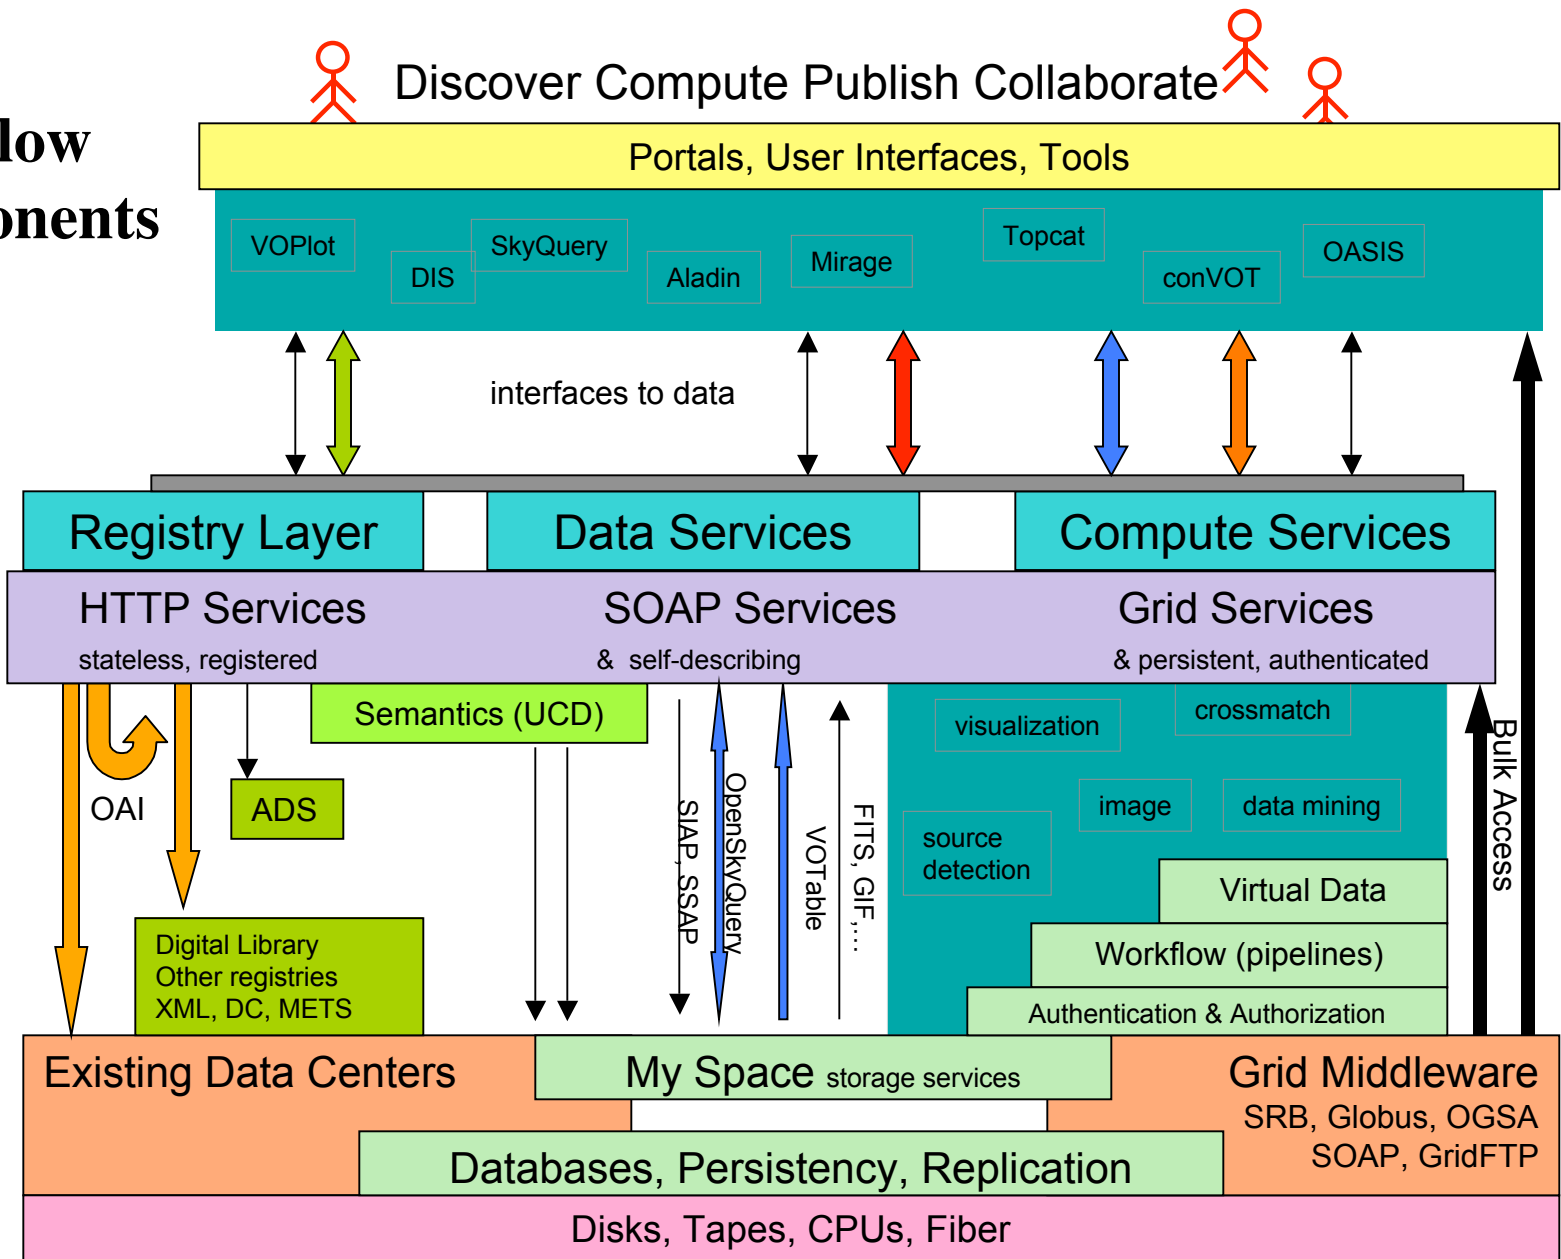 Discover Compute Publish Collaborate
low
onents
Portals, User Interfaces, Tools
VOPlot
DIS
SkyQuery
Aladin
Mirage
Topcat
conVOT
OASIS
interfaces to data
Registry Layer
Data Services
Compute Services
HTTP Services
SOAP Services
Grid Services
stateless, registered
& self-describing
& persistent, authenticated
Semantics (UCD)
OAI
ADS
SIAP, SSAP
OpenSkyQuery
VOTable
FITS, GIF,…
visualization
crossmatch
image
data mining
source
detection
Bulk Access
Virtual Data
Workflow (pipelines)
Authentication & Authorization
Digital Library
Other registries
XML, DC, METS
Existing Data Centers
My Space storage services
Grid Middleware
SRB, Globus, OGSA
SOAP, GridFTP
Databases, Persistency, Replication
Disks, Tapes, CPUs, Fiber